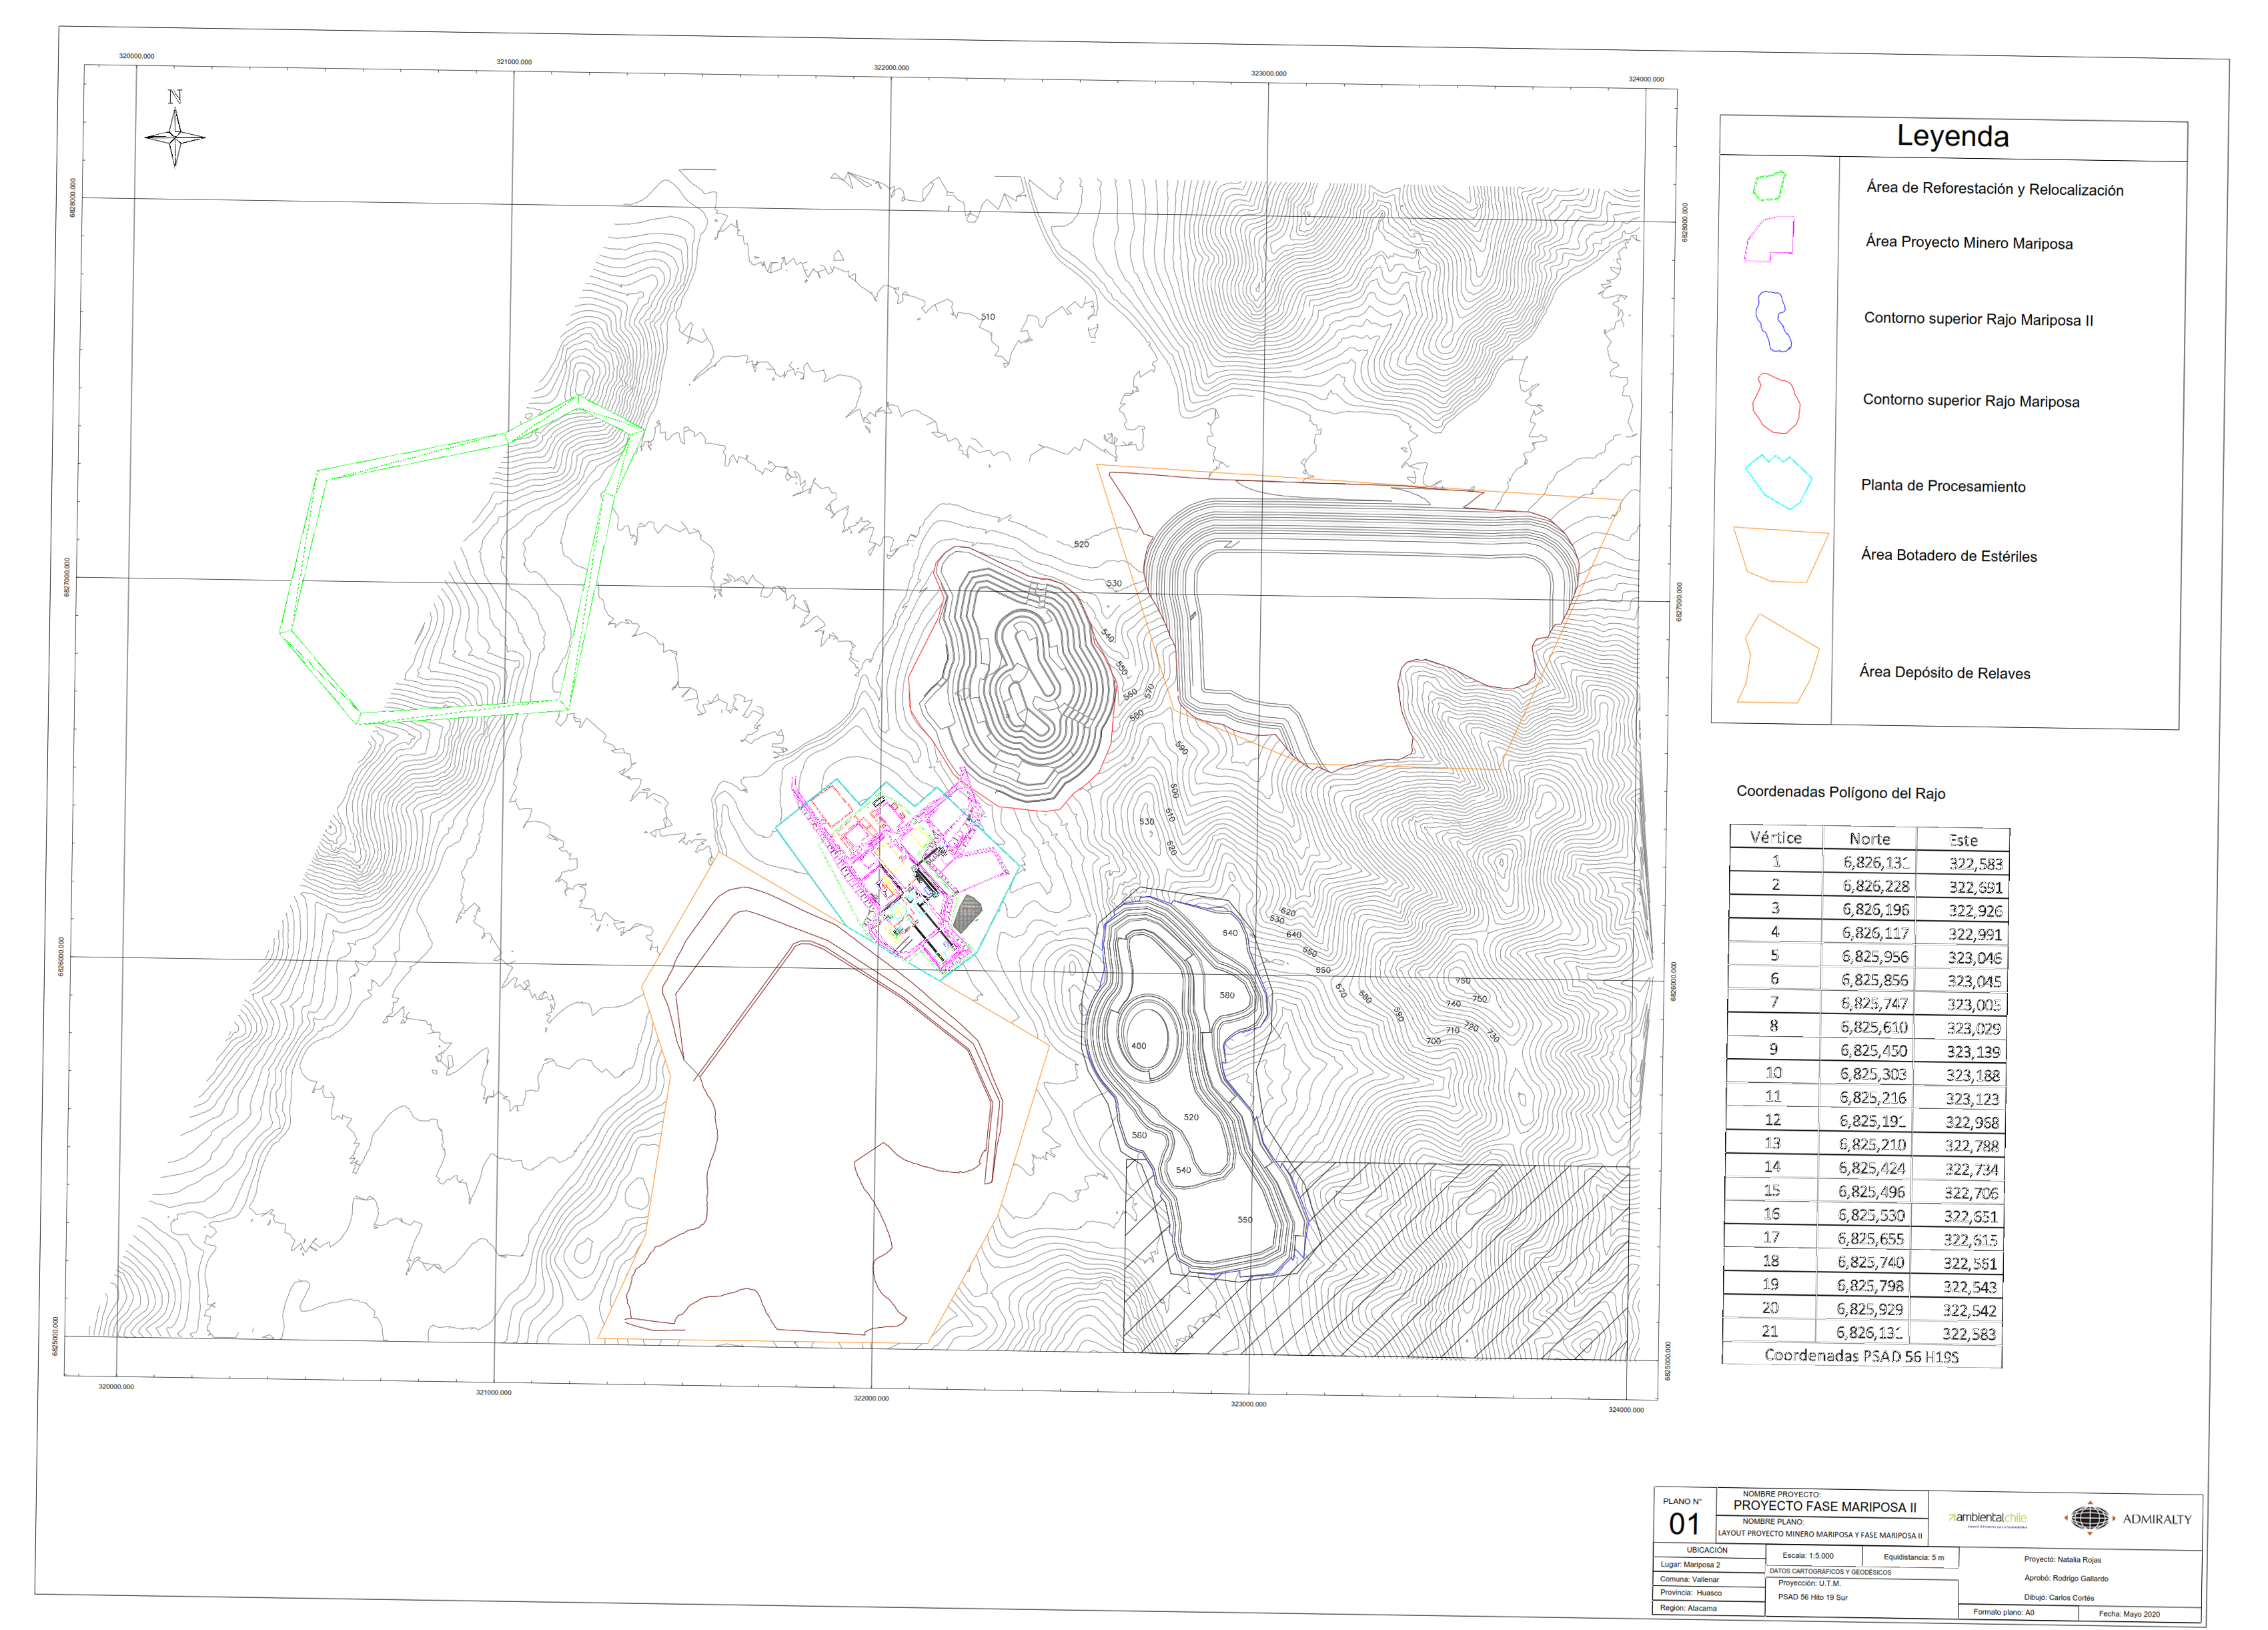 320000.000
321000.000
322000.000
323000.000
324000.000
N
6828000.000
6828000.000
6827000.000
6827000.000
6826000.000
6826000.000
6825000.000
6825000.000
510
520
530
540
550
560
570
580
590
600
610
530
620
620
530
640
550
650
570
580
590
540
580
480
520
580
540
550
750
750
740
730
720
710
700
320000.000
321000.000
322000.000
323000.000
324000.000
Leyenda
Área de Reforestación y Relocalización
Área Proyecto Minero Mariposa
Contorno superior Rajo Mariposa II
Contorno superior Rajo Mariposa
Planta de Procesamiento
Área Botadero de Estériles
Área Depósito de Relaves
Coordenadas Polígono del Rajo
Vértice Norte Este
1 6,826,131 322,583
2 6,826,228 322,691
3 6,826,196 322,926
4 6,826,117 322,991
5 6,825,956 323,046
6 6,825,856 323,045
7 6,825,747 323,005
8 6,825,610 323,029
9 6,825,450 323,139
10 6,825,303 323,188
11 6,825,216 323,123
12 6,825,191 322,968
13 6,825,210 322,788
14 6,825,424 322,734
15 6,825,496 322,706
16 6,825,530 322,651
17 6,825,655 322,615
18 6,825,740 322,561
19 6,825,798 322,543
20 6,825,929 322,542
21 6,826,131 322,583
Coordenadas PSAD 56 H19S
PLANO N°
01
NOMBRE PROYECTO:
PROYECTO FASE MARIPOSA II
NOMBRE PLANO:
LAYOUT PROYECTO MINERO MARIPOSA Y FASE MARIPOSA II
ambientalchile
ADMIRALTY
UBICACIÓN
Lugar: Mariposa 2
Comuna: Vallenar
Provincia: Huasco
Región: Atacama
Escala: 1:5.000
Equidistancia: 5 m
DATOS CARTOGRÁFICOS Y GEODÉSICOS
Proyección: U.T.M.
PSAD 56 Hito 19 Sur
Proyectó: Natalia Rojas
Aprobó: Rodrigo Gallardo
Dibujó: Carlos Cortés
Formato plano: A0
Fecha: Mayo 2020